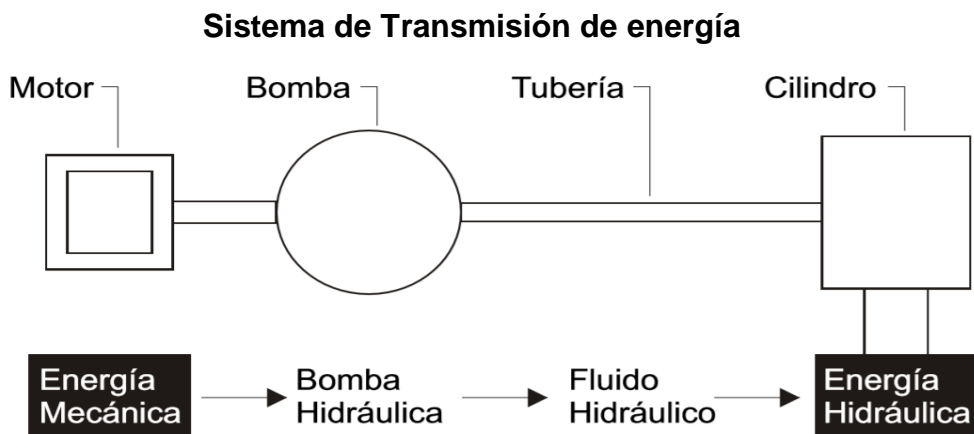 Sistema de Transmisión de energía
Motor
Bomba
Tubería
Cilindro
Energía
Mecánica
Bomba
Hidráulica
Fluido
Hidráulico
Energía
Hidráulica